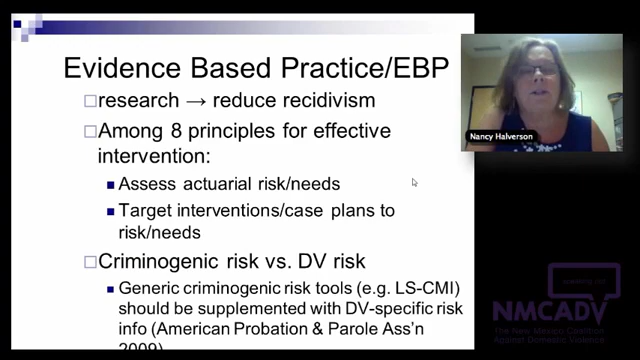 Evidence Based Practice/EBP
research → reduce recidivism
Among 8 principles for effective
intervention:
Assess actuarial risk/needs
Target interventions/case plans to
risk/needs
Criminogenic risk vs. DV risk
Generic criminogenic risk tools (e.g. LS-CMI)
should be supplemented with DV-specific risk
info (American Probation & Parole Ass'n
2009)
Nancy Halverson
speaking out
NMCADV
The New Mexico Coalition
Against Domestic Violence